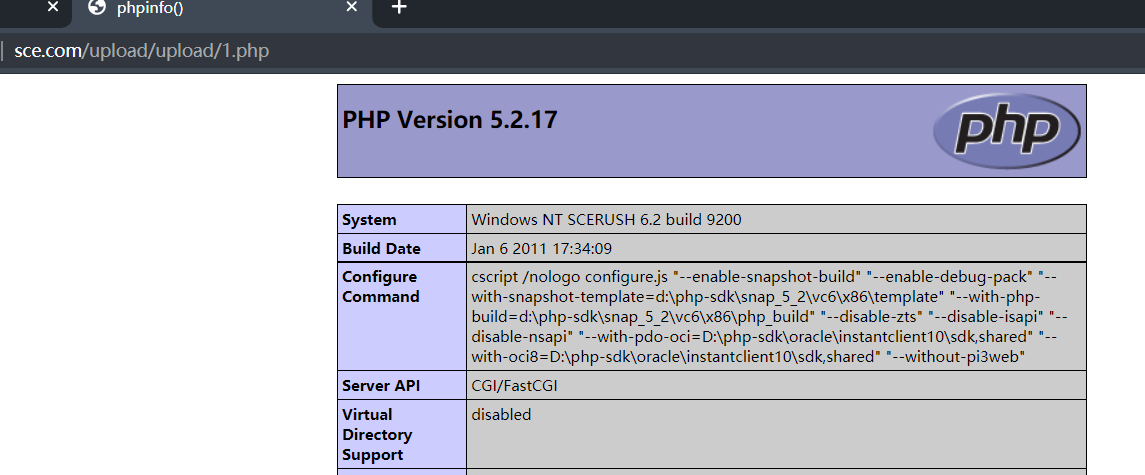 phpinfo()
sce.com/upload/upload/1.php
PHP Version 5.2.17
php
System
Windows NT SCERUSH 6.2 build 9200
Build Date
Jan 6 2011 17:34:09
Configure
Command
cscript /nologo configure.js "--enable-snapshot-build" "--enable-debug-pack" "--
with-snapshot-template=d:\php-sdk\snap_5_2\vc6\x86\template" "--with-php-
build=d:\php-sdk\snap_5_2\vc6\x86\php_build" "--disable-zts" "--disable-isapi" "--
disable-nsapi" "--with-pdo-oci=D:\php-sdk\oracle\instantclient10\sdk,shared" "--
with-oci8=D:\php-sdk\oracle\instantclient10\sdk,shared" "--without-pi3web"
Server API
CGI/FastCGI
Virtual
Directory
Support
disabled